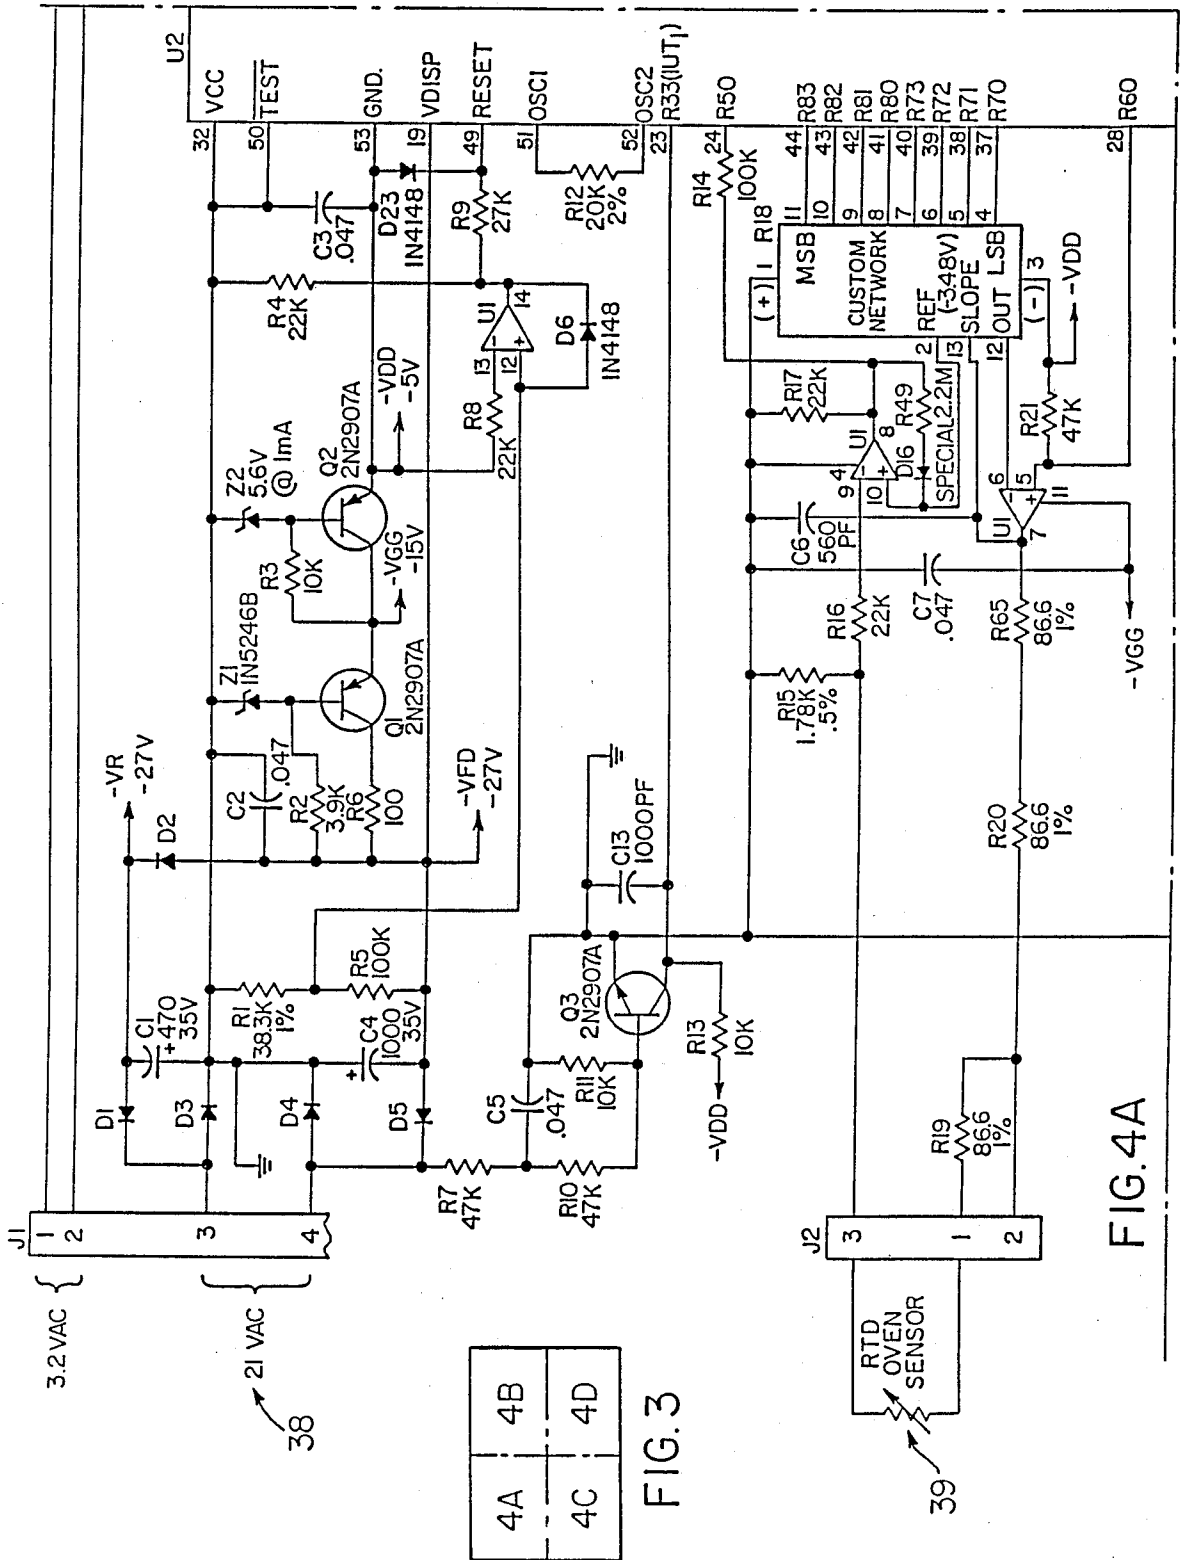 U2
J1
1
2
3
4
3.2 VAC
21 VAC
38
D1
D3
D4
D5
C1
+470
35V
-VR
-27V
D2
R1
38.3K
1%
R5
100K
+
C4
1000
35V
C2
.047
R2
3.9K
R6
100
-VFD
-27V
Z1
1N5246B
Q1
2N2907A
R3
10K
-VGG
-15V
Z2
5.6V
@ 1mA
Q2
2N2907A
-VDD
-5V
R8
22K
R4
22K
13
12
-
+
U1
14
D6
1N4148
C3
.047
D23
1N4148
R9
27K
R12
20K
2%
32
VCC
50
TEST
53
GND.
19
VDISP
49
RESET
51
OSC1
52
OSC2
23
R33(IUT1)
24
R50
44
R83
43
R82
42
R81
41
R80
40
R73
39
R72
38
R71
37
R70
28
R60
R7
47K
R10
47K
C5
.047
R11
10K
Q3
2N2907A
C13
1000PF
R13
10K
-VDD
R14
100K
R18
(+)
1
MSB
11
10
9
8
7
6
5
4
CUSTOM
NETWORK
REF
(-3.48V)
SLOPE
OUT LSB
2
13
12
(-)
3
-VDD
R17
22K
U1
4
8
9
10
-
+
D16
R49
SPECIAL 2.2M
R21
47K
6
5
-
+
U1
7
11
C6
560
PF
C7
.047
R16
22K
R15
1.78K
.5%
R65
86.6
1%
-VGG
R20
86.6
1%
R19
86.6
1%
J2
3
1
2
RTD
OVEN
SENSOR
39
4A
4B
4C
4D
FIG. 3
FIG. 4A